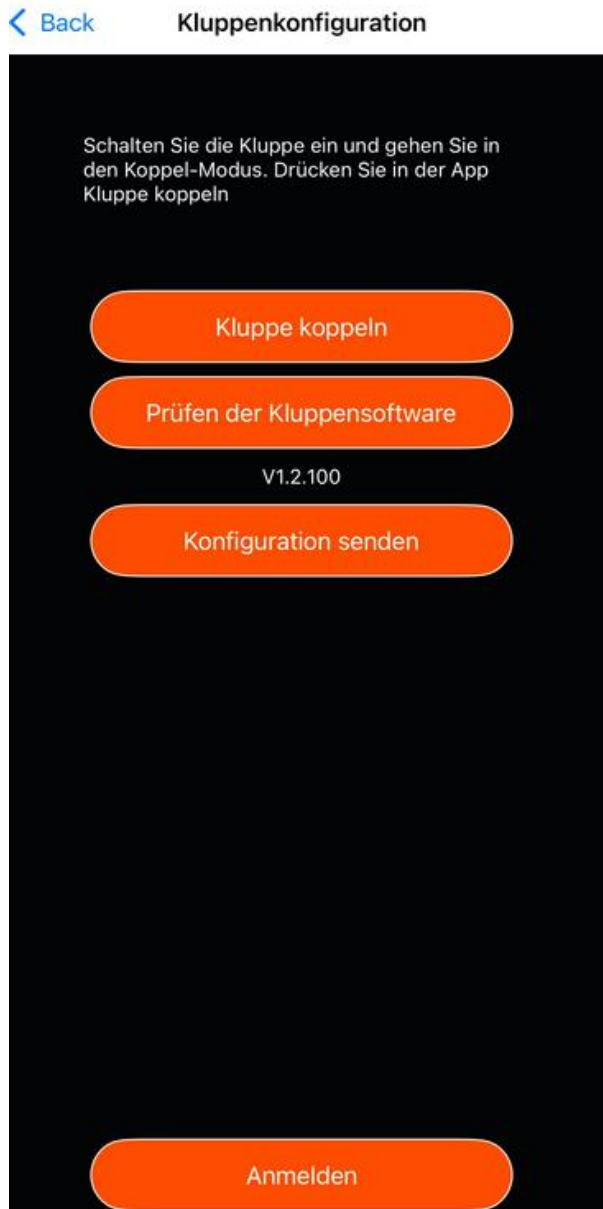 Back
Kluppenkonfiguration
Schalten Sie die Kluppe ein und gehen Sie in
den Koppel-Modus. Drücken Sie in der App
Kluppe koppeln
Kluppe koppeln
Prüfen der Kluppensoftware
V1.2.100
Konfiguration senden
Anmelden